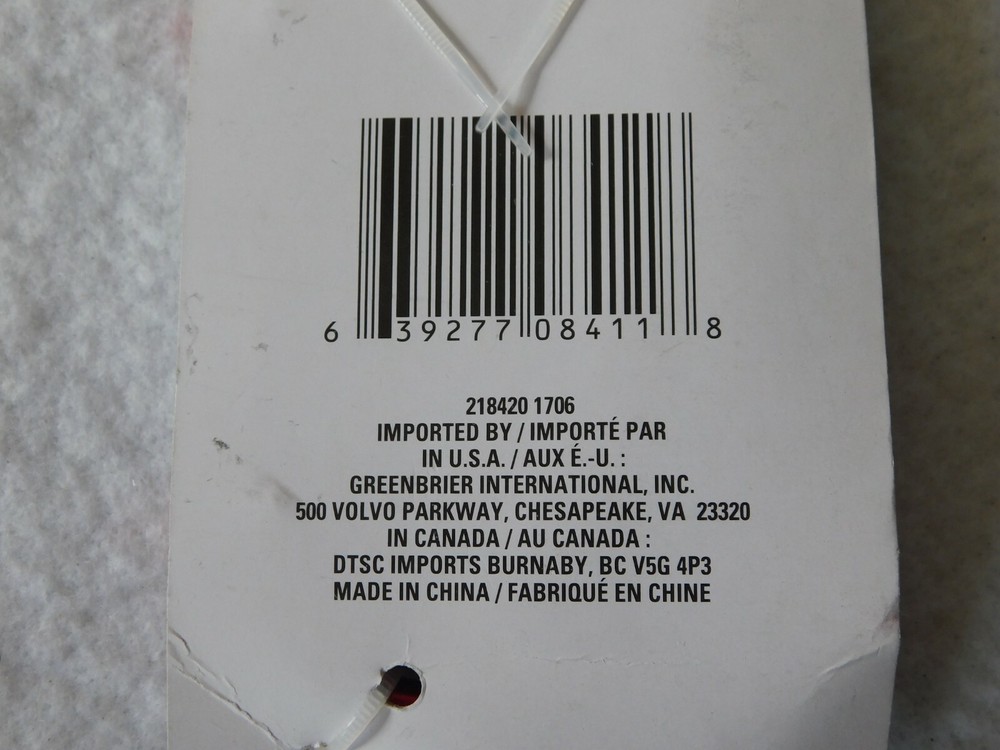 6 39277 08411 8
218420 1706
IMPORTED BY / IMPORTÉ PAR
IN U.S.A. / AUX É.-U. :
GREENBRIER INTERNATIONAL, INC.
500 VOLVO PARKWAY, CHESAPEAKE, VA 23320
IN CANADA / AU CANADA :
DTSC IMPORTS BURNABY, BC V5G 4P3
MADE IN CHINA / FABRIQUÉ EN CHINE